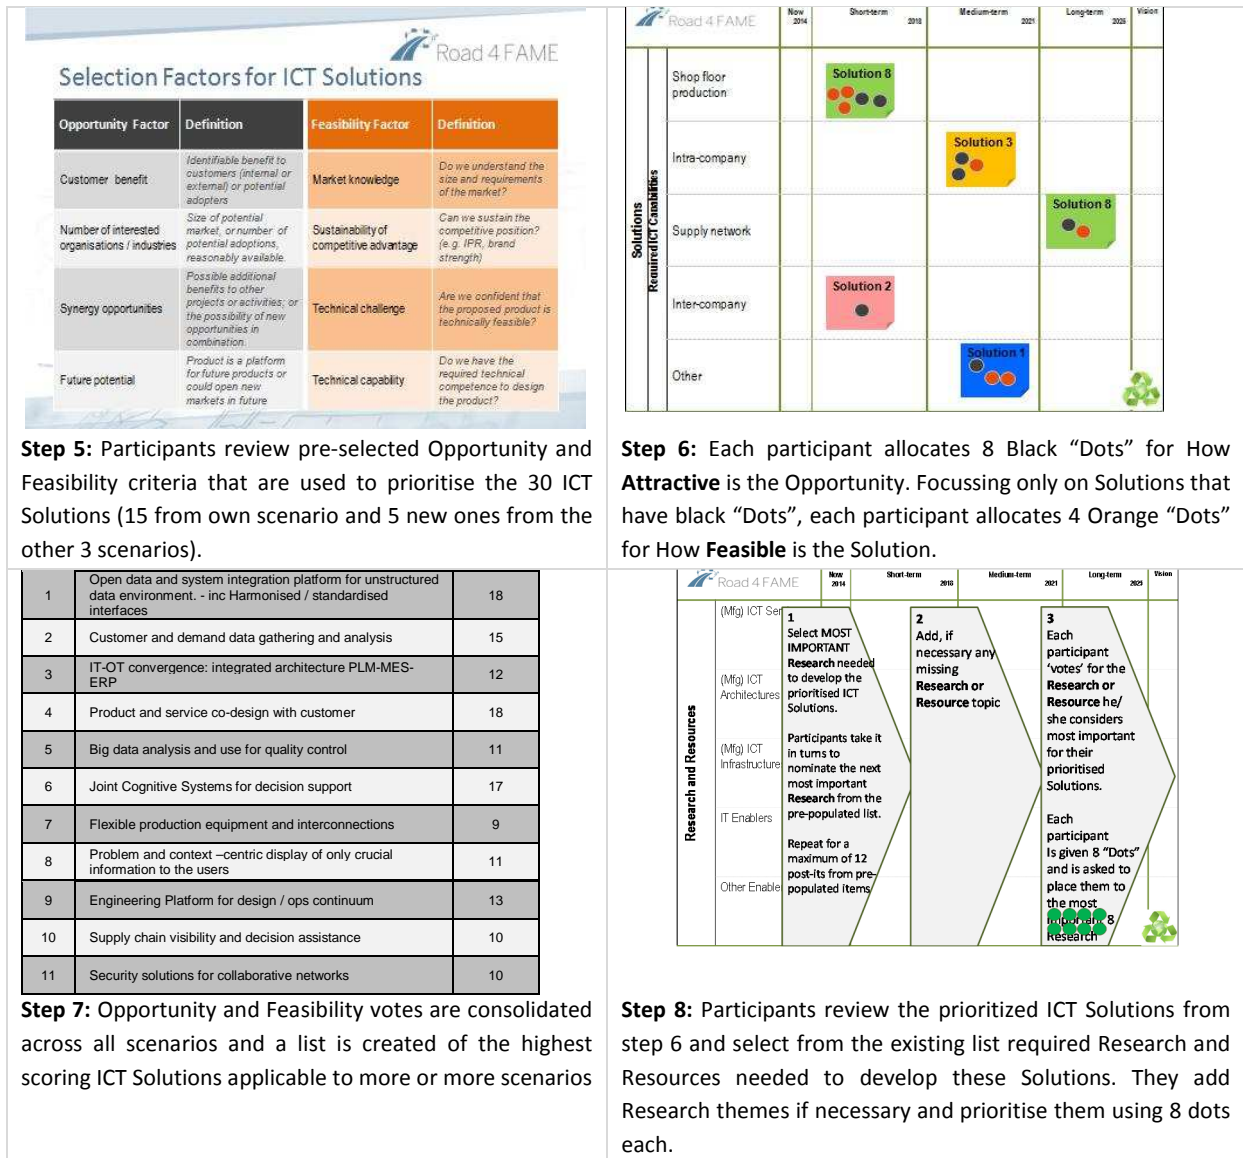 Road 4 FAME
Selection Factors for ICT Solutions
Opportunity Factor Definition Feasibility Factor Definition
Customer benefit
Identifiable benefit to
customers (internal or
external) or potential
adopters
Market knowledge
Do we understand the
size and requirements
of the market?
Number of interested
organisations / industries
Size of potential
market, or number of
potential adoptions,
reasonably available.
Sustainability of
competitive advantage
Can we sustain the
competitive position?
(e.g. IPR, brand
strength)
Synergy opportunities
Possible additional
benefits to other
projects or activities; or
the possibility of new
opportunities in
combination.
Technical challenge
Are we confident that
the proposed product is
technically feasible?
Future potential
Product is a platform
for future products or
could open new
markets in future
Technical capability
Do we have the
required technical
competence to design
the product?
Road 4 FAME
Now
2014
Short-term
2018
Medium-term
2021
Long-term
2025
Vision
Solutions
Required ICT Capabilities
Shop floor
production
Solution 8
Intra-company
Solution 3
Supply network
Solution 8
Inter-company
Solution 2
Other
Solution 1
Step 5: Participants review pre-selected Opportunity and
Feasibility criteria that are used to prioritise the 30 ICT
Solutions (15 from own scenario and 5 new ones from the
other 3 scenarios).
Step 6: Each participant allocates 8 Black “Dots” for How
Attractive is the Opportunity. Focussing only on Solutions that
have black “Dots”, each participant allocates 4 Orange “Dots”
for How Feasible is the Solution.
1 Open data and system integration platform for unstructured
data environment. - inc Harmonised / standardised
interfaces 18
2 Customer and demand data gathering and analysis 15
3 IT-OT convergence: integrated architecture PLM-MES-
ERP 12
4 Product and service co-design with customer 18
5 Big data analysis and use for quality control 11
6 Joint Cognitive Systems for decision support 17
7 Flexible production equipment and interconnections 9
8 Problem and context –centric display of only crucial
information to the users 11
9 Engineering Platform for design / ops continuum 13
10 Supply chain visibility and decision assistance 10
11 Security solutions for collaborative networks 10
Road 4 FAME
Now
2014
Short-term
2018
Medium-term
2021
Long-term
2025
Vision
Research and Resources
(Mfg) ICT Ser
(Mfg) ICT
Architectures
(Mfg) ICT
Infrastructure
IT Enablers
Other Enable
1
Select MOST
IMPORTANT
Research needed
to develop the
prioritised ICT
Solutions.
Participants take it
in turns to
nominate the next
most important
Research from the
pre-populated list.
Repeat for a
maximum of 12
post-its from pre-
populated items
2
Add, if
necessary any
missing
Research or
Resource topic
3
Each
participant
‘votes’ for the
Research or
Resource he/
she considers
most important
for their
prioritised
Solutions.
Each
participant
Is given 8 “Dots”
and is asked to
place them to
the most
important 8
Research
Step 7: Opportunity and Feasibility votes are consolidated
across all scenarios and a list is created of the highest
scoring ICT Solutions applicable to more or more scenarios
Step 8: Participants review the prioritized ICT Solutions from
step 6 and select from the existing list required Research and
Resources needed to develop these Solutions. They add
Research themes if necessary and prioritise them using 8 dots
each.